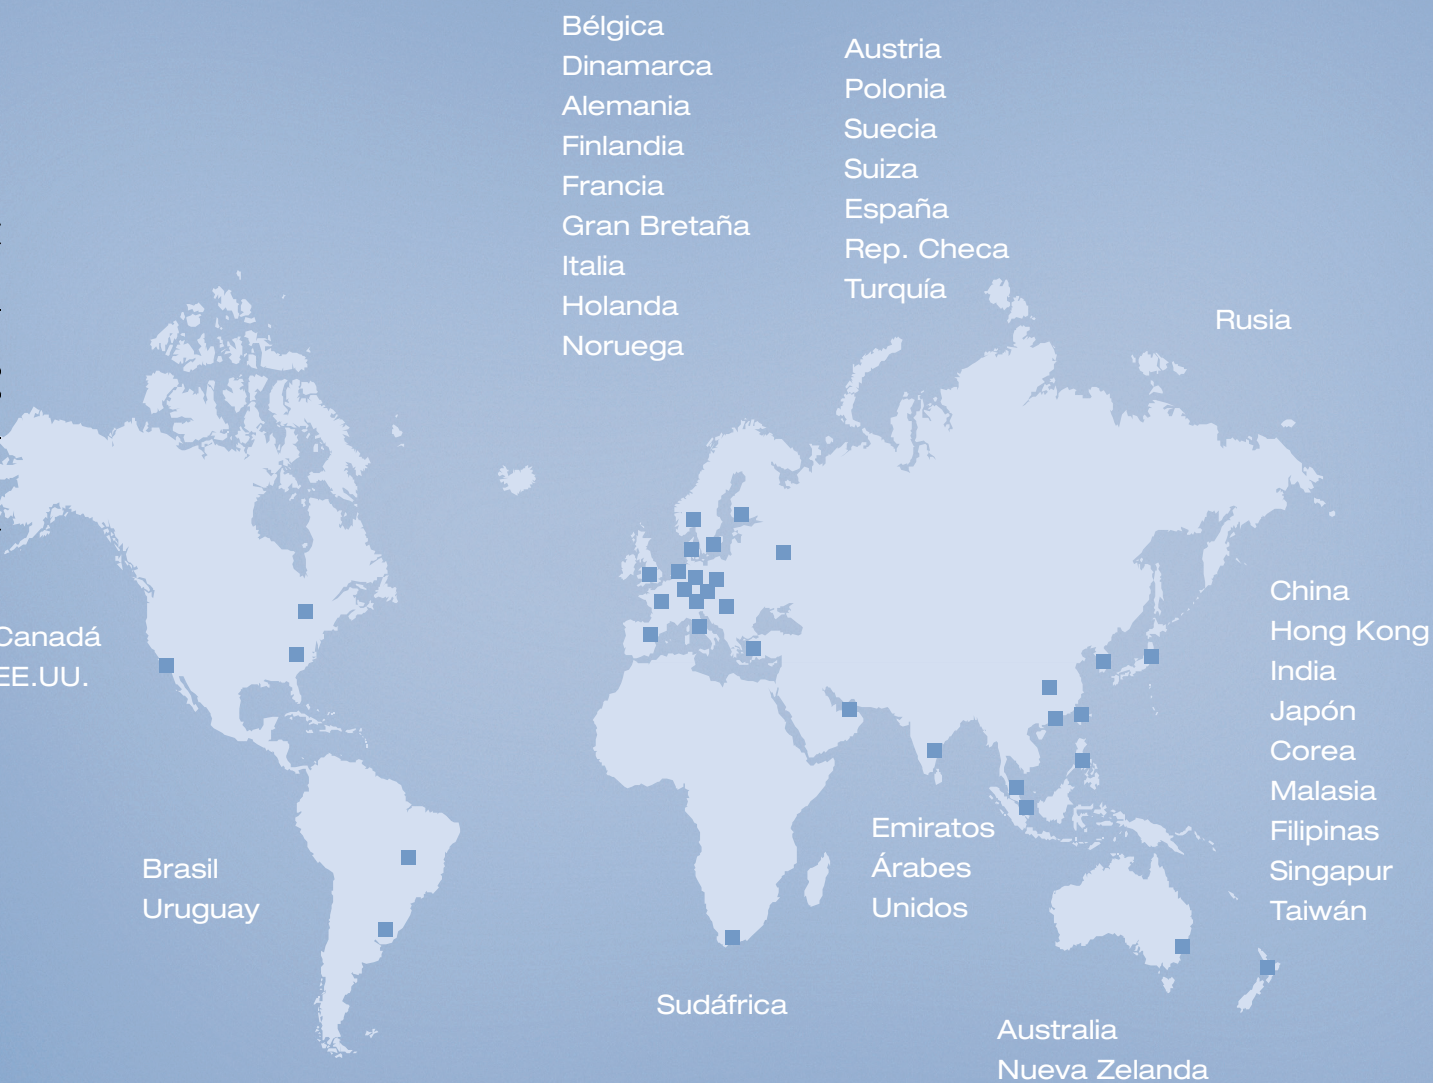 Bélgica
Dinamarca
Alemania
Finlandia
Francia
Gran Bretaña
Italia
Holanda
Noruega
Austria
Polonia
Suecia
Suiza
España
Rep. Checa
Turquía
Rusia
Canadá
EE.UU.
China
Hong Kong
India
Japón
Corea
Malasia
Filipinas
Singapur
Taiwán
Brasil
Uruguay
Emiratos
Árabes
Unidos
Sudáfrica
Australia
Nueva Zelanda